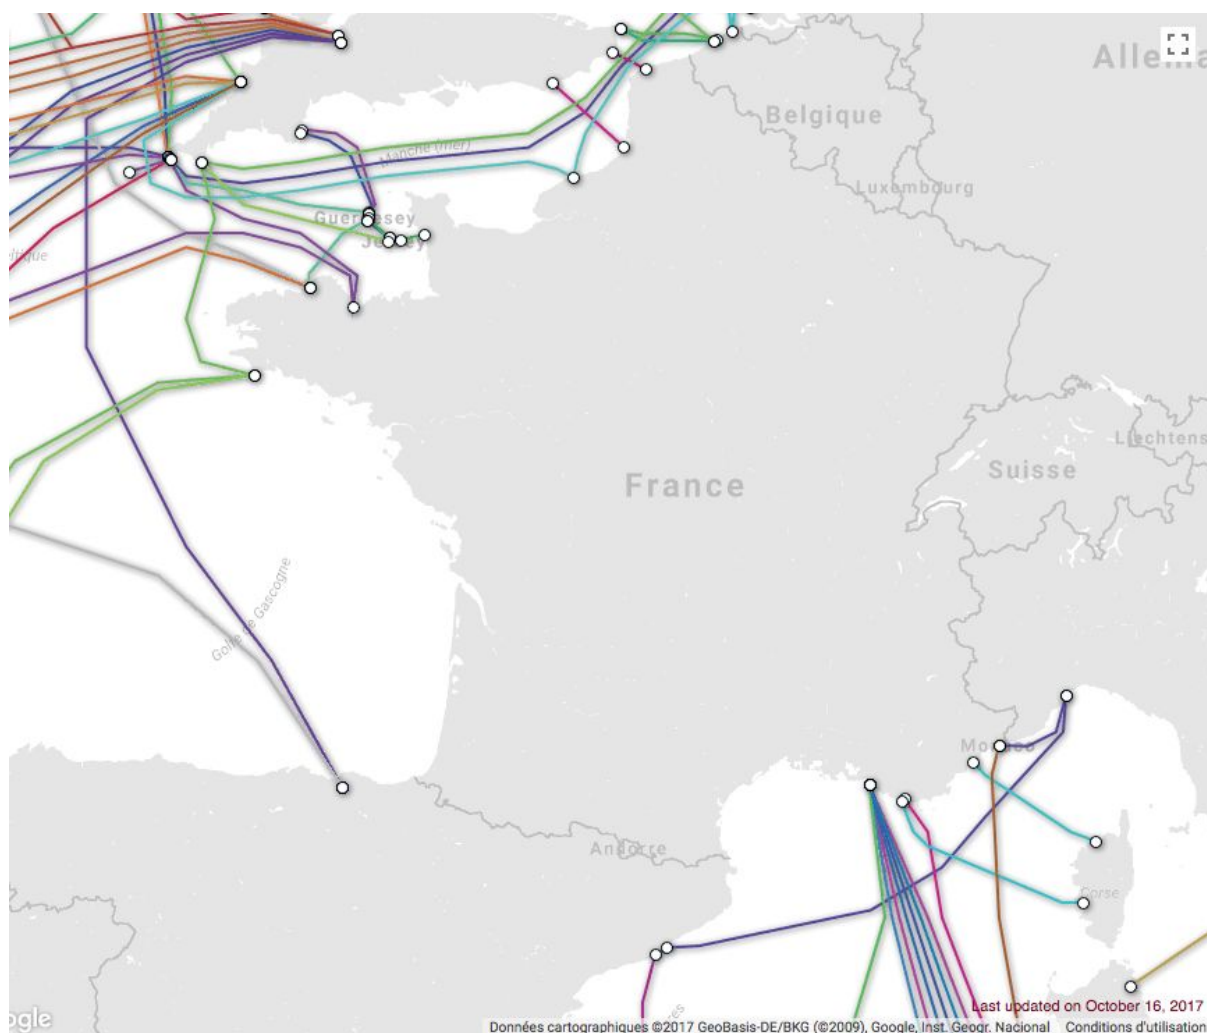 Allema
Belgique
Manche (mer)
Luxembourg
Guernesey
Jersey
eltique
Liechtens
Suisse
France
Golfe de Gascogne
Monaco
Andorre
Corse
Last updated on October 16, 2017
ogle
Données cartographiques ©2017 GeoBasis-DE/BKG (©2009), Google, Inst. Geogr. Nacional
Conditions d'utilisation